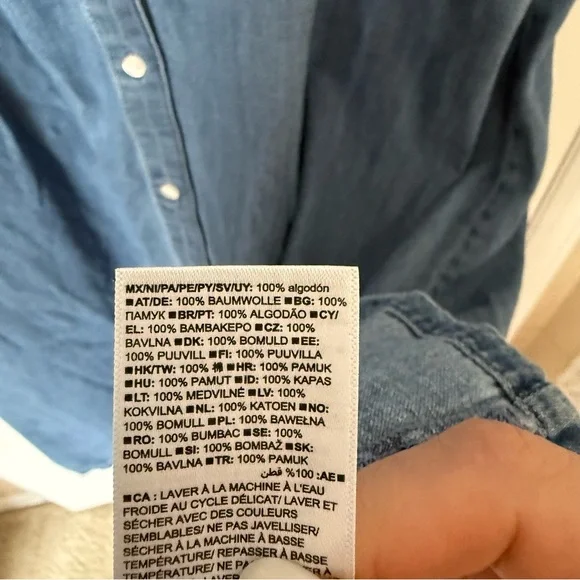 MX/NI/PA/PE/PY/SV/UY: 100% algodón
■AT/DE: 100% BAUMWOLLE ■BG: 100%
ПАМУК ■BR/PT: 100% ALGODÃO ■CY/
EL: 100% ΒΑΜΒΑΚΕΡΟ ■CZ: 100%
BAVLNA ■DK: 100% BOMULD ■EE:
100% PUUVILL ■FI: 100% PUUVILLA
■HK/TW: 100% 棉 ■HR: 100% PAMUK
■HU: 100% PAMUT ■ID: 100% KAPAS
■LT: 100% MEDVILNĖ ■LV: 100%
KOKVILNA ■NL: 100% KATOEN ■NO:
100% BOMULL ■PL: 100% BAWEŁNA
■RO: 100% BUMBAC ■SE: 100%
BOMULL ■SI: 100% BOMBAŽ ■SK:
100% BAVLNA ■TR: 100% PAMUK
■AE: 100% قطن
■CA : LAVER À LA MACHINE À L'EAU
FROIDE AU CYCLE DÉLICAT/ LAVER ET
SÉCHER AVEC DES COULEURS
SEMBLABLES/ NE PAS JAVELLISER/
SÉCHER À LA MACHINE À BASSE
TEMPÉRATURE/ REPASSER À BASSE
TEMPÉRATURE/ NE PAS
LAVER